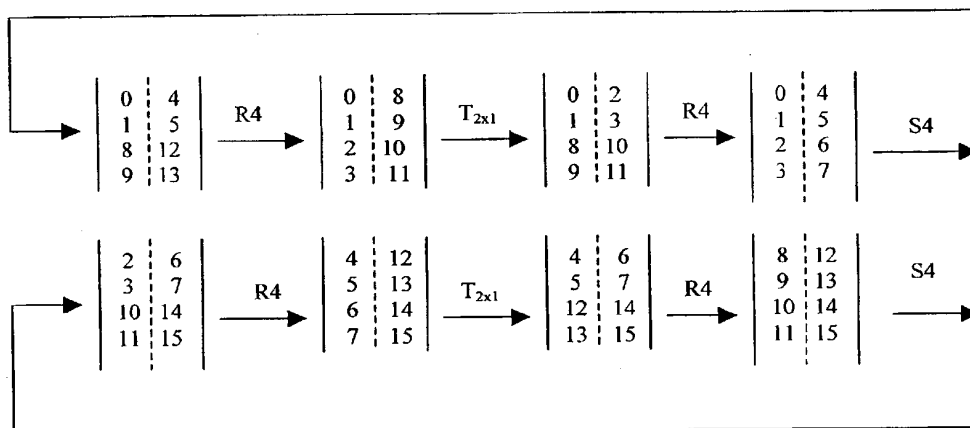 0 4 0 8 0 2 0 4
1 5 R4 1 9 T2x1 1 3 R4 1 5 S4
8 12 2 10 8 10 2 6
9 13 3 11 9 11 3 7
2 6 4 12 4 6 8 12
3 7 R4 5 13 T2x1 5 7 R4 9 13 S4
10 14 6 14 12 14 10 14
11 15 7 15 13 15 11 15